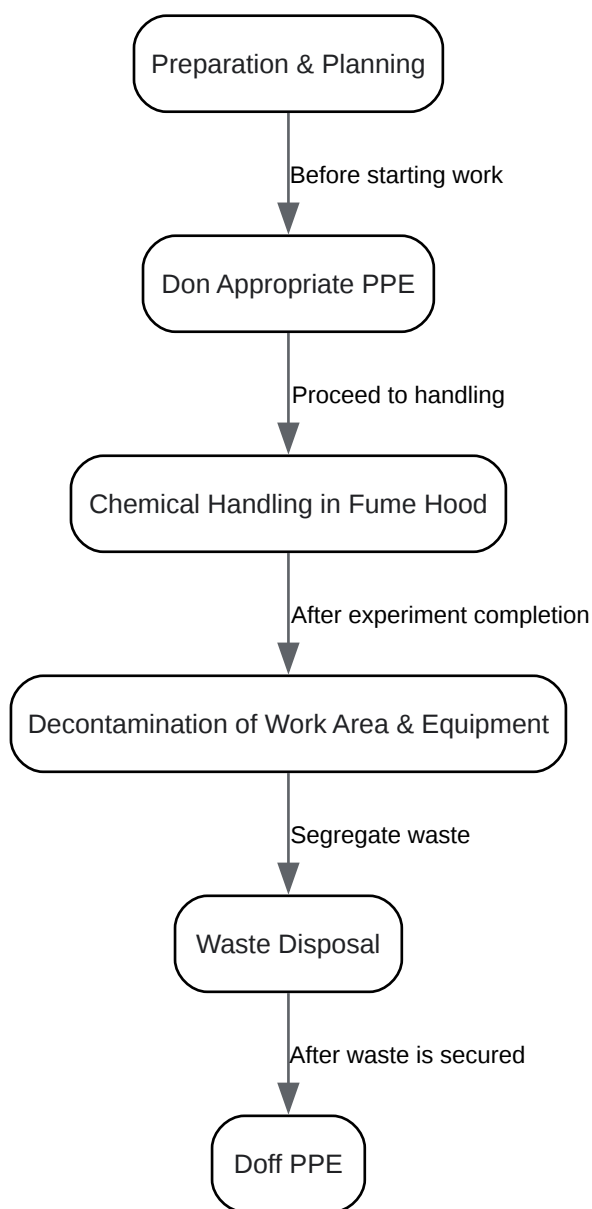 Preparation & Planning
Before starting work
Don Appropriate PPE
Proceed to handling
Chemical Handling in Fume Hood
After experiment completion
Decontamination of Work Area & Equipment
Segregate waste
Waste Disposal
After waste is secured
Doff PPE